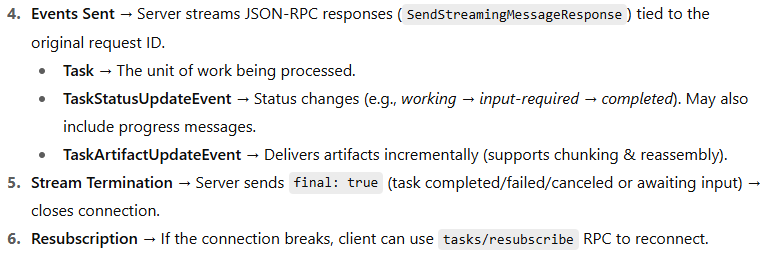 4. Events Sent → Server streams JSON-RPC responses ( SendStreamingMessageResponse ) tied to the
original request ID.
• Task → The unit of work being processed.
• TaskStatusUpdateEvent → Status changes (e.g., working → input-required → completed). May also
include progress messages.
• TaskArtifactUpdateEvent → Delivers artifacts incrementally (supports chunking & reassembly).
5. Stream Termination → Server sends final: true (task completed/failed/canceled or awaiting input) →
closes connection.
6. Resubscription → If the connection breaks, client can use tasks/resubscribe RPC to reconnect.